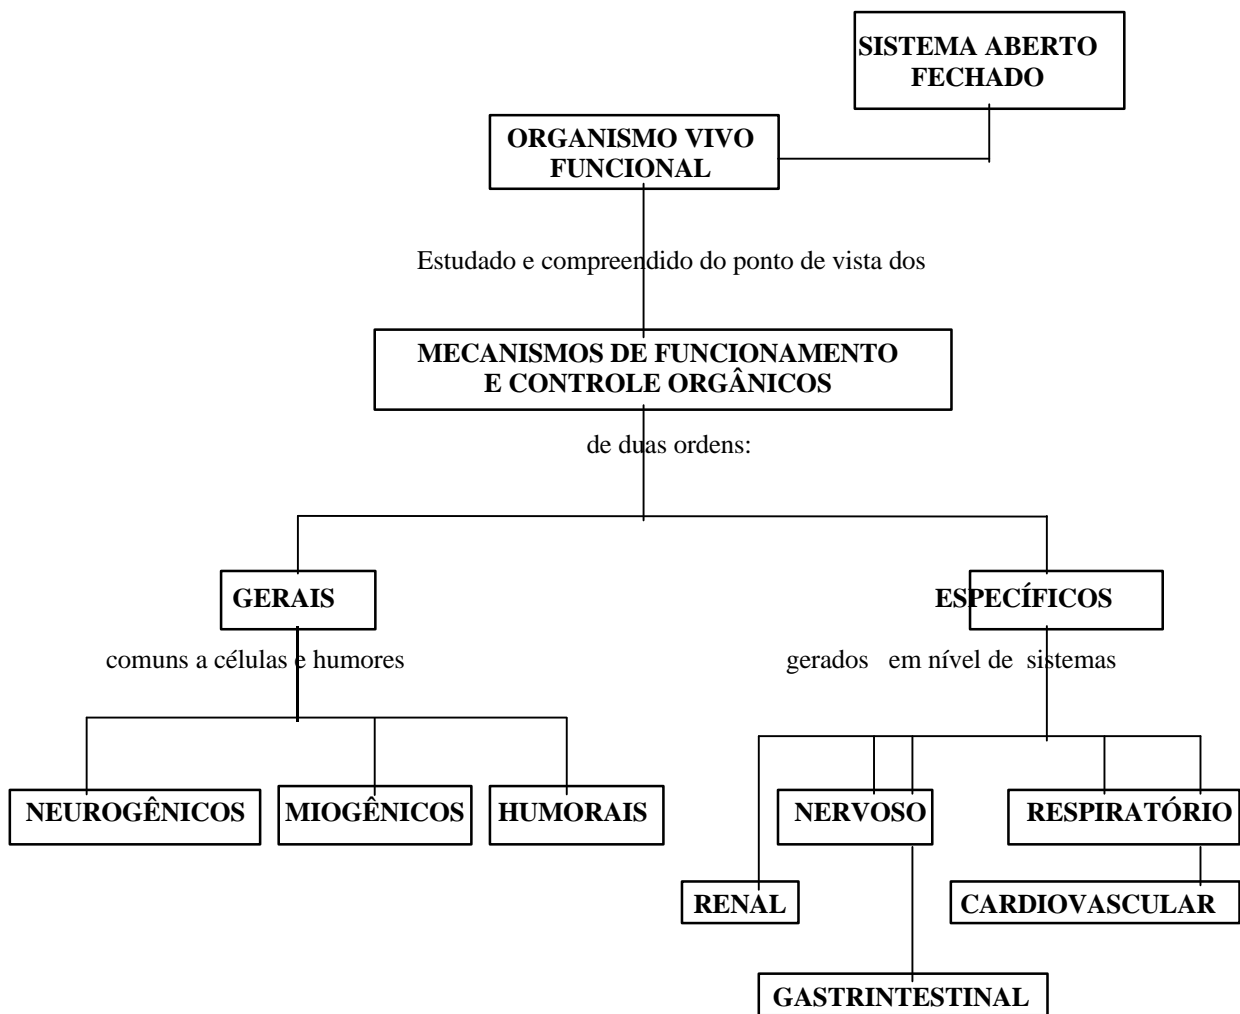 SISTEMA ABERTO
FECHADO
ORGANISMO VIVO
FUNCIONAL
Estudado e compreendido do ponto de vista dos
MECANISMOS DE FUNCIONAMENTO
E CONTROLE ORGÂNICOS
de duas ordens:
GERAIS
ESPECÍFICOS
comuns a células e humores
gerados em nível de sistemas
NEUROGÊNICOS
MIOGÊNICOS
HUMORAIS
NERVOSO
RESPIRATÓRIO
RENAL
CARDIOVASCULAR
GASTRINTESTINAL